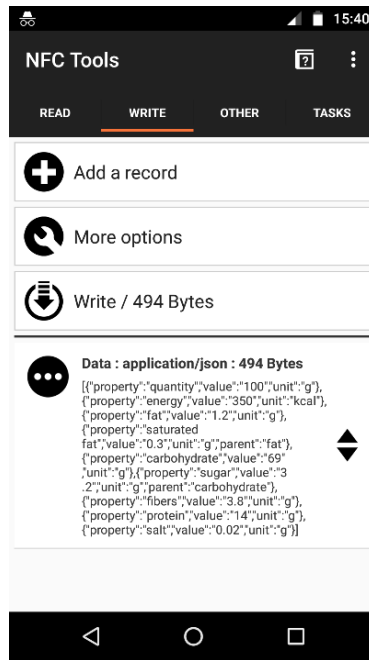 15:40
NFC Tools
READ WRITE OTHER TASKS
Add a record
More options
Write / 494 Bytes
Data : application/json : 494 Bytes
[{"property":"quantity","value":"100","unit":"g"},
{"property":"energy","value":"350","unit":"kcal"},
{"property":"fat","value":"1.2","unit":"g"},
{"property":"saturated
fat","value":"0.3","unit":"g","parent":"fat"},
{"property":"carbohydrate","value":"69"
,"unit":"g"},{"property":"sugar","value":"3
.2","unit":"g","parent":"carbohydrate"},
{"property":"fibers","value":"3.8","unit":"g"},
{"property":"protein","value":"14","unit":"g"},
{"property":"salt","value":"0.02","unit":"g"}]